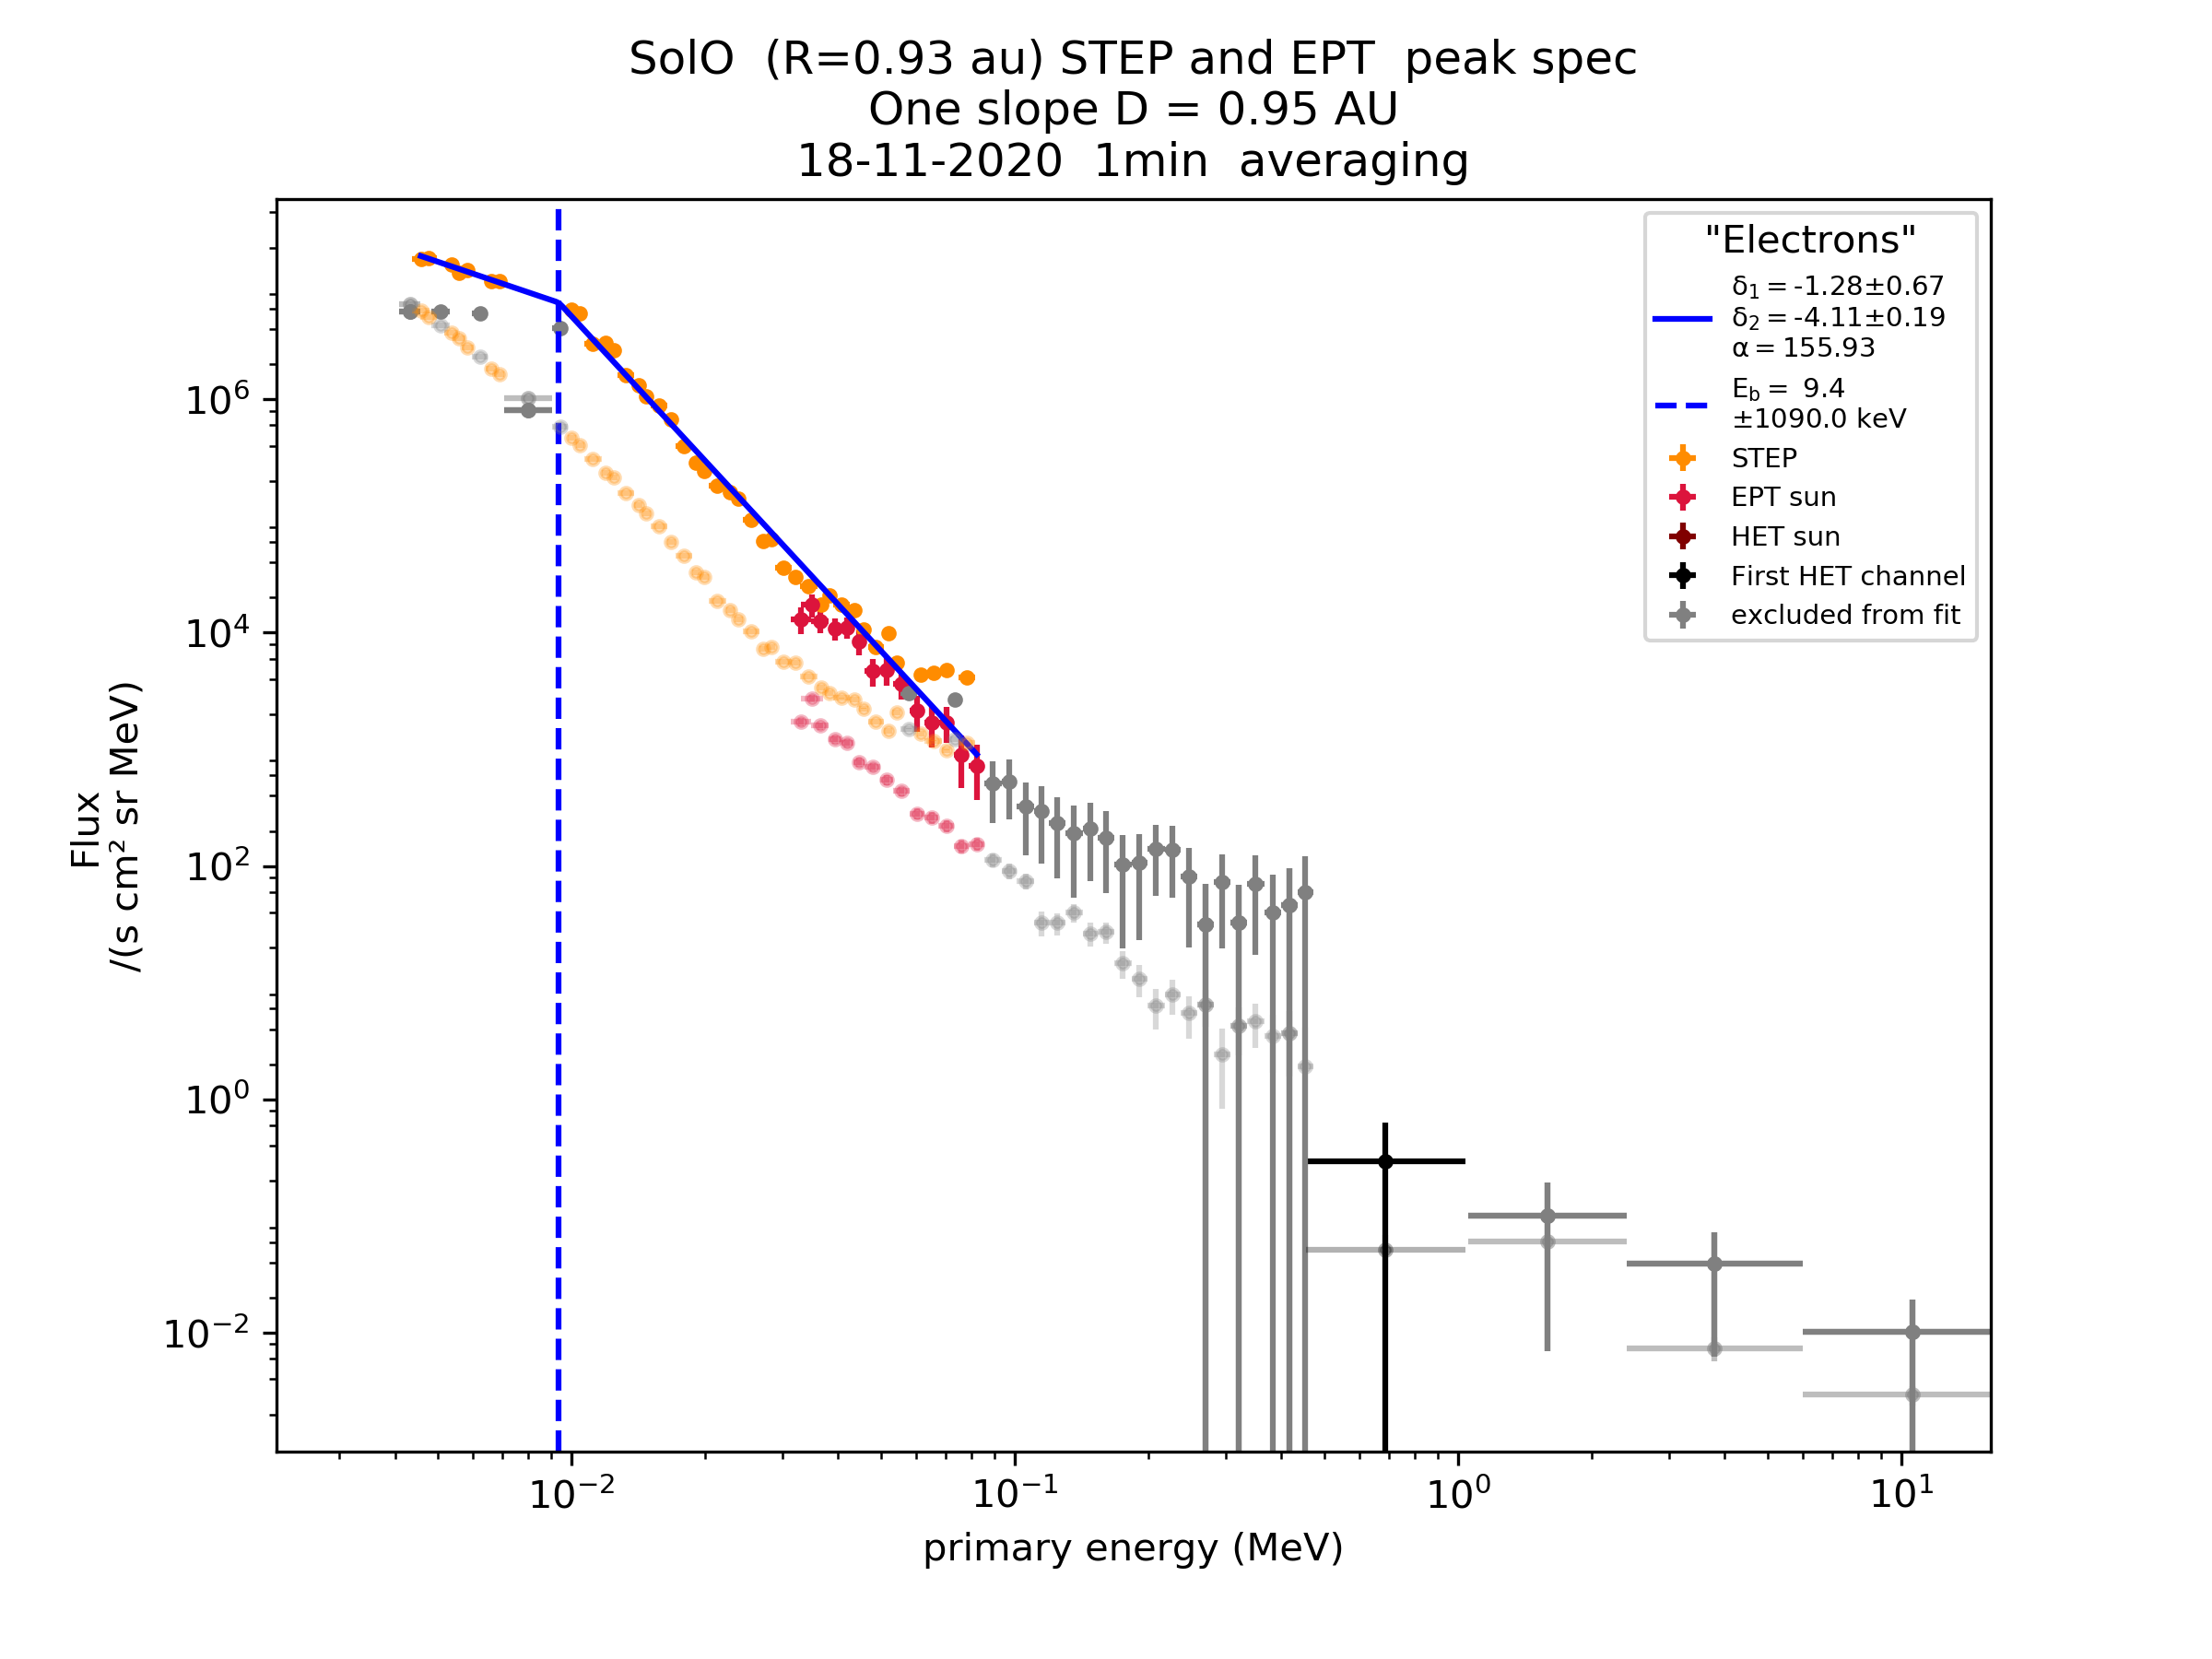 SolO  (R=0.93 au) STEP and EPT  peak spec
One slope D = 0.95 AU
18-11-2020  1min  averaging
"Electrons"
δ₁ = -1.28±0.67
δ₂ = -4.11±0.19
α = 155.93
E_b =  9.4
±1090.0 keV
STEP
EPT sun
HET sun
First HET channel
excluded from fit
Flux
/(s cm² sr MeV)
10⁶
10⁴
10²
10⁰
10⁻²
10⁻² 10⁻¹ 10⁰ 10¹
primary energy (MeV)